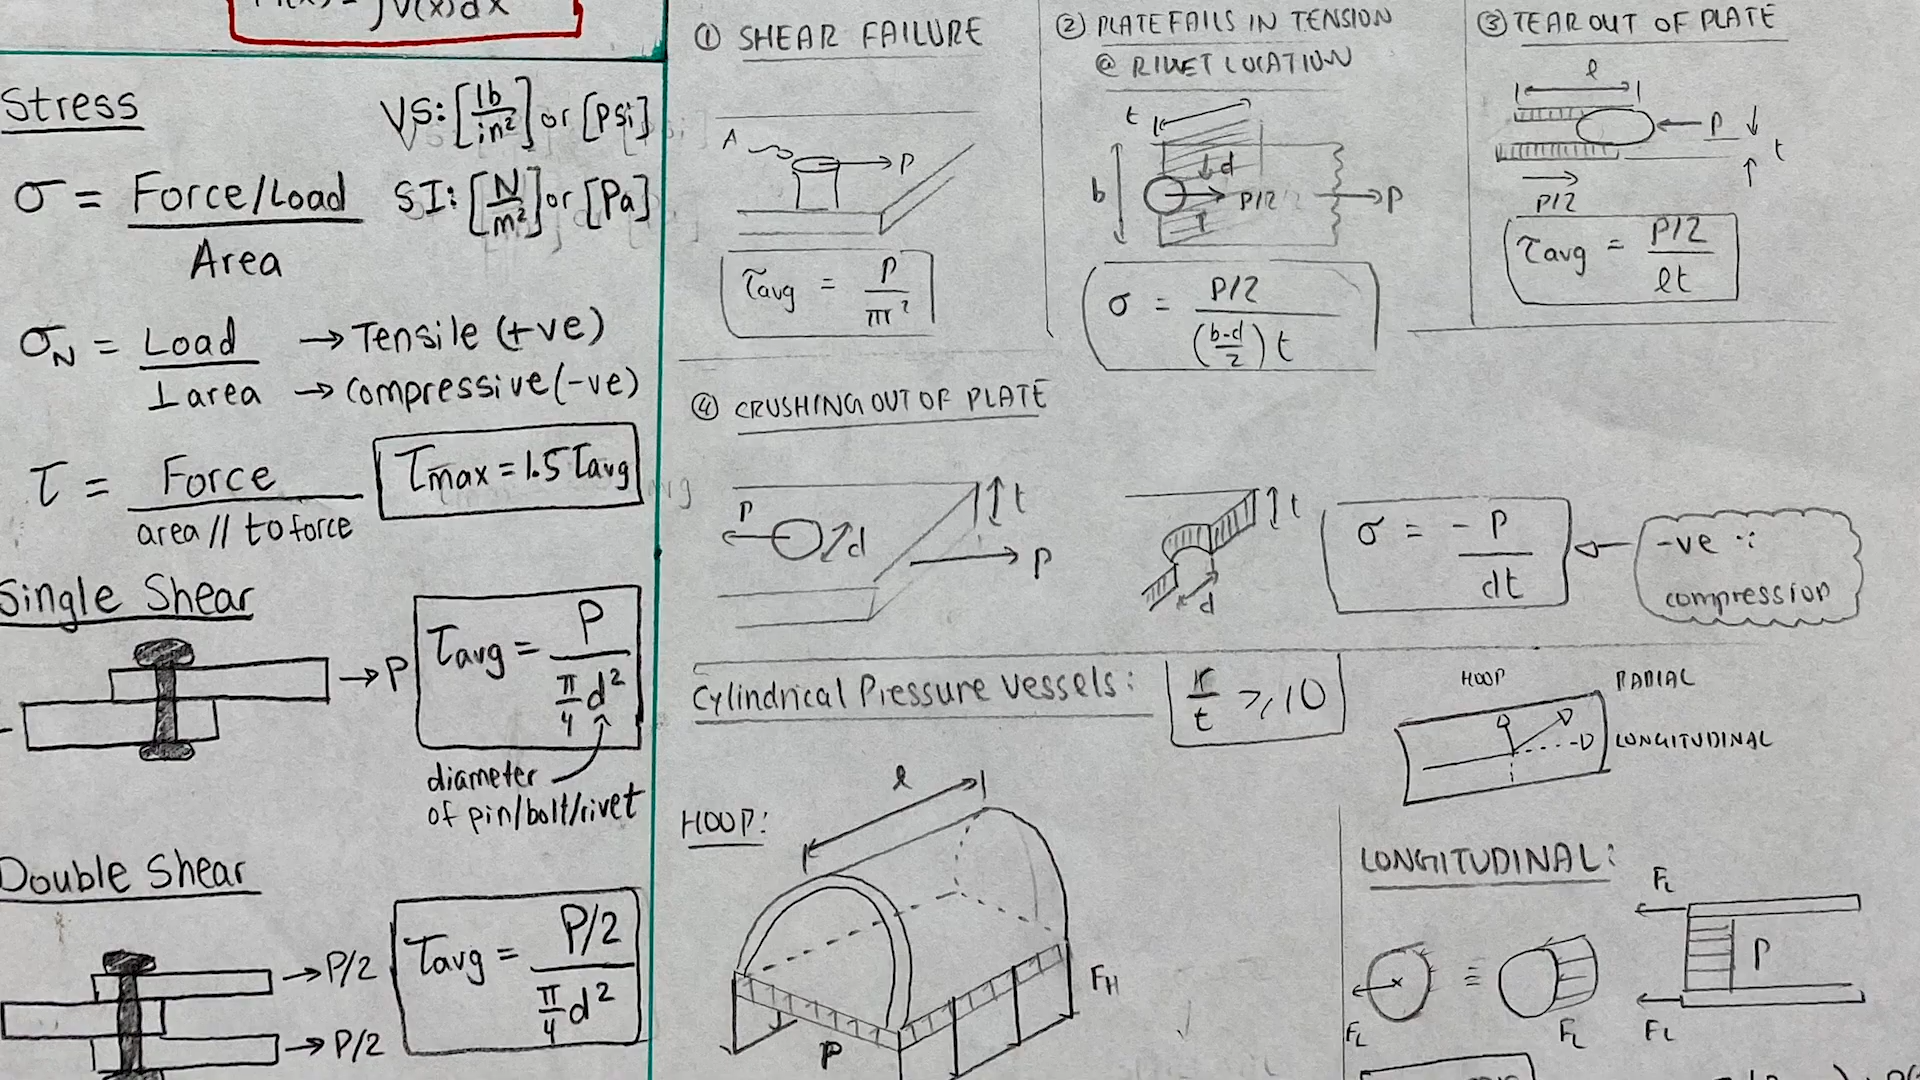 M(x) = ∫V(x)dx
Stress
VS: [lb/in²] or [psi]
σ = Force/Load / Area
SI: [N/m²] or [Pa]
σN = Load / ⊥ area
→ Tensile (+ve)
→ compressive (-ve)
τ = Force / area // to force
τmax = 1.5 τavg
Single Shear
→ P
τavg = P / π/4 d²
diameter
of pin/bolt/rivet
Double Shear
→ P/2
→ P/2
τavg = P/2 / π/4 d²
① SHEAR FAILURE
A
P
τavg = P / πr²
② PLATE FAILS IN TENSION
@ RIVET LOCATION
t
b
d
P/2
P
σ = P/2 / (b-d/2) t
③ TEAR OUT OF PLATE
l
P
t
P/2
τavg = P/2 / lt
④ CRUSHING OUT OF PLATE
P
d
t
P
t
d
σ = - P / dt
-ve ∵
compression
Cylindrical Pressure Vessels:
r/t ≥ 10
HOOP
RADIAL
LONGITUDINAL
HOOP:
l
FH
P
LONGITUDINAL:
FL
P
FL
≡
FL
FL